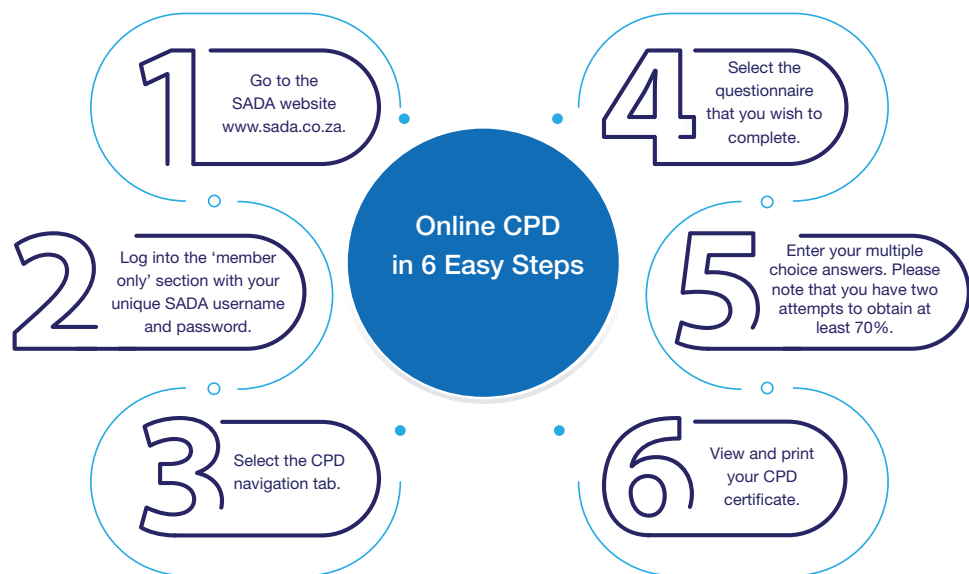 1
Go to the
SADA website
www.sada.co.za.
2
Log into the ‘member
only’ section with your
unique SADA username
and password.
3
Select the CPD
navigation tab.
Online CPD
in 6 Easy Steps
4
Select the
questionnaire
that you wish to
complete.
5
Enter your multiple
choice answers. Please
note that you have two
attempts to obtain at
least 70%.
6
View and print
your CPD
certificate.